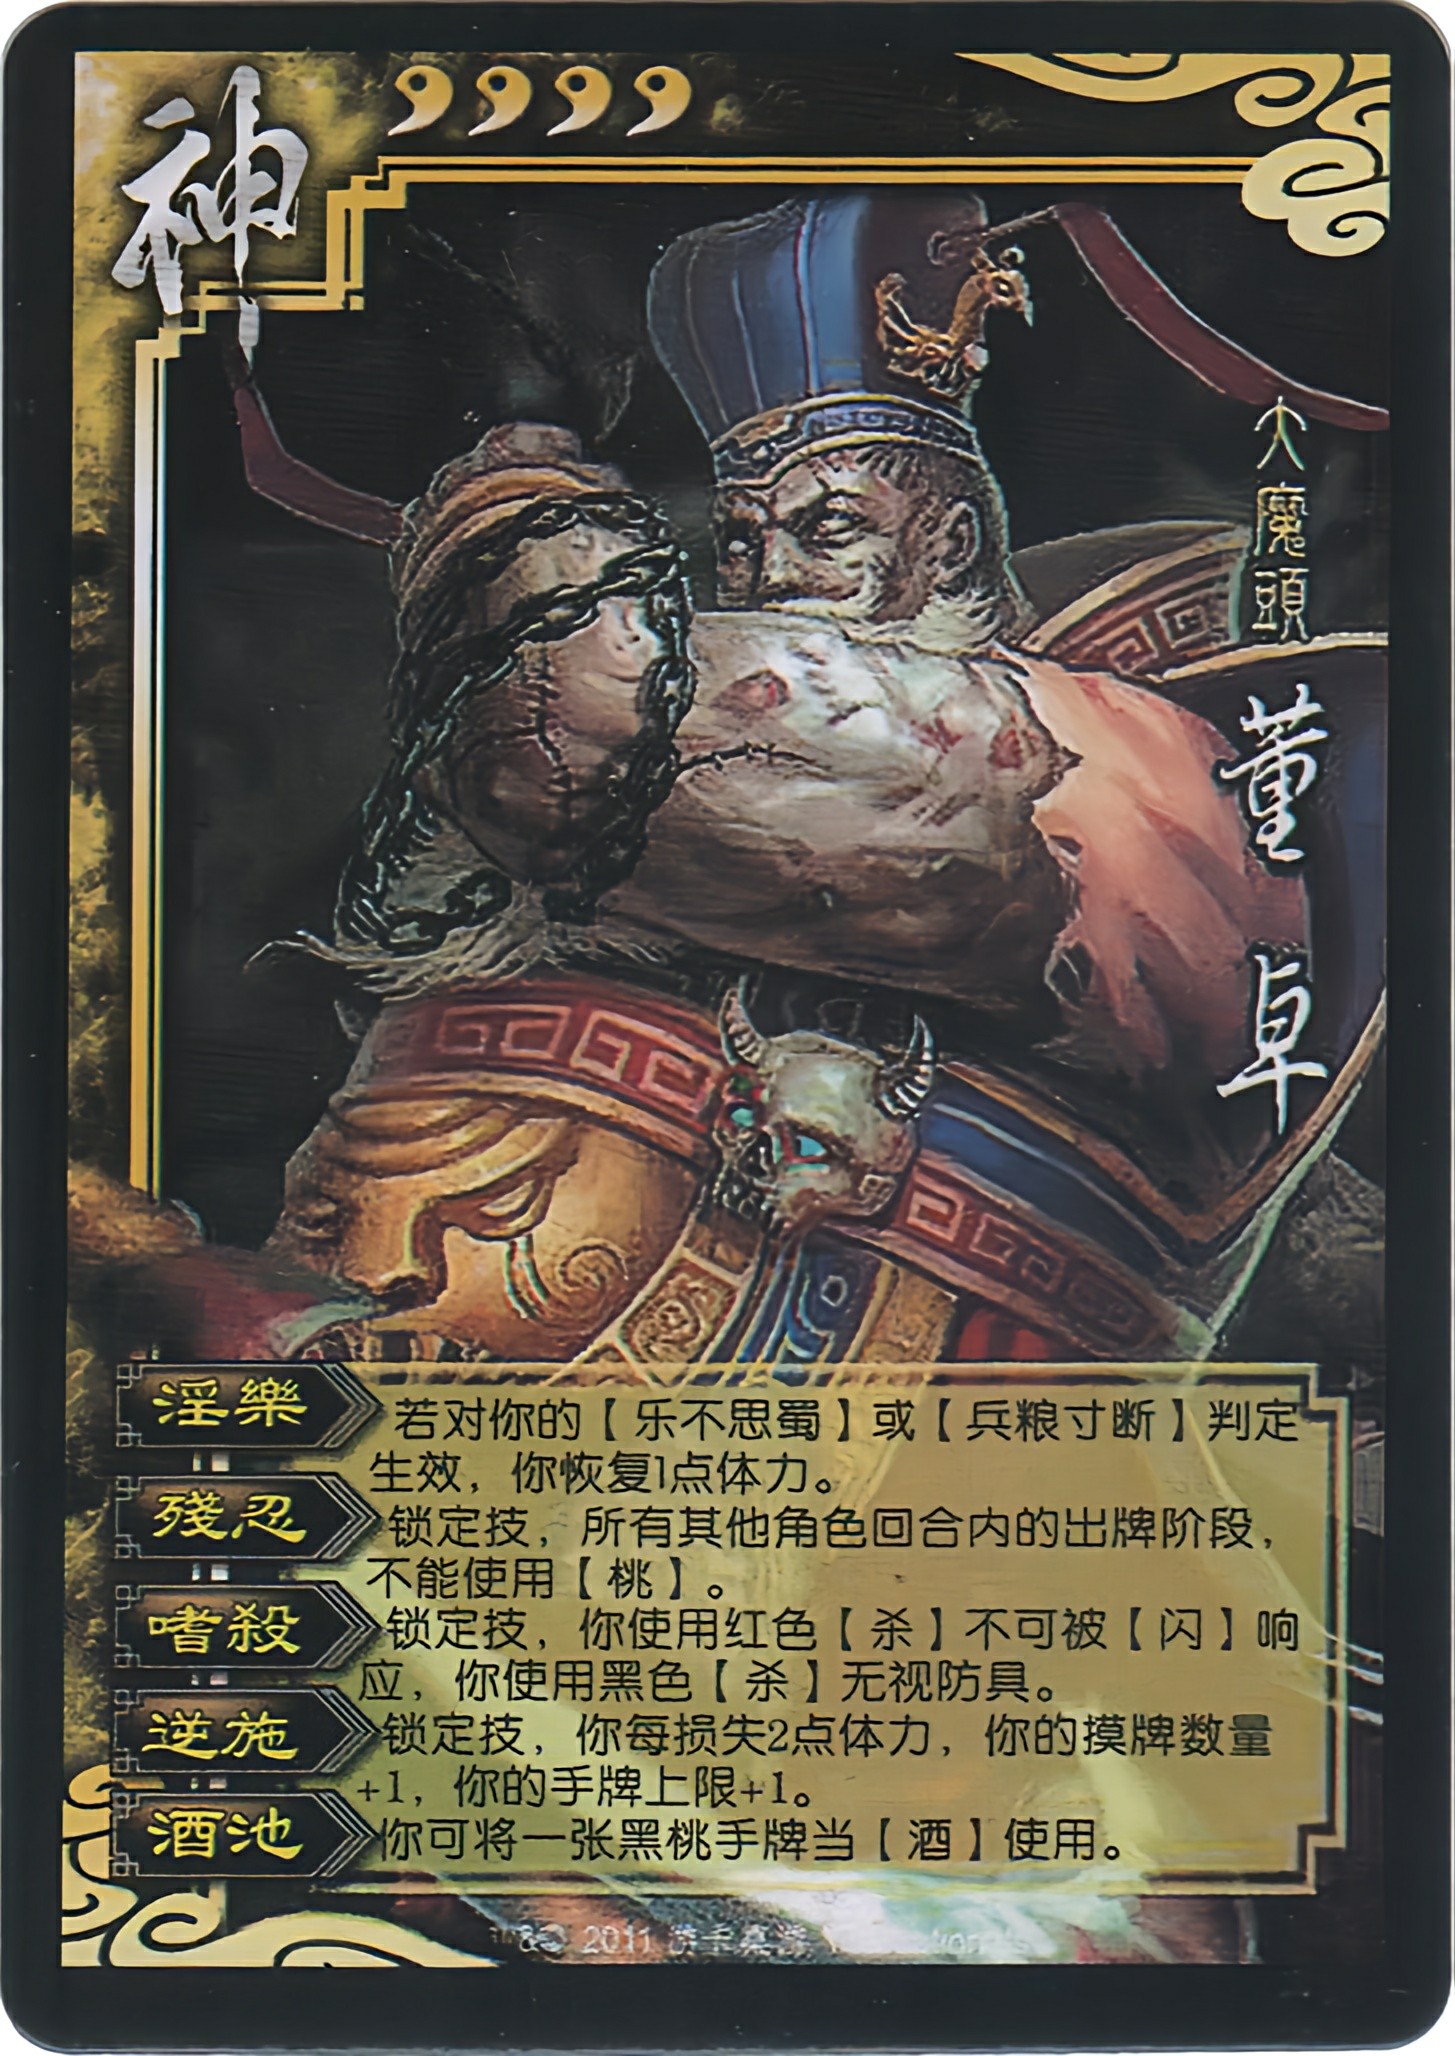 神
大魔頭
董卓
淫樂
若对你的【乐不思蜀】或【兵粮寸断】判定
生效，你恢复1点体力。
殘忍
锁定技，所有其他角色回合内的出牌阶段，
不能使用【桃】。
嗜殺
锁定技，你使用红色【杀】不可被【闪】响
应，你使用黑色【杀】无视防具。
逆施
锁定技，你每损失2点体力，你的摸牌数量
+1，你的手牌上限+1。
酒池
你可将一张黑桃手牌当【酒】使用。
2011